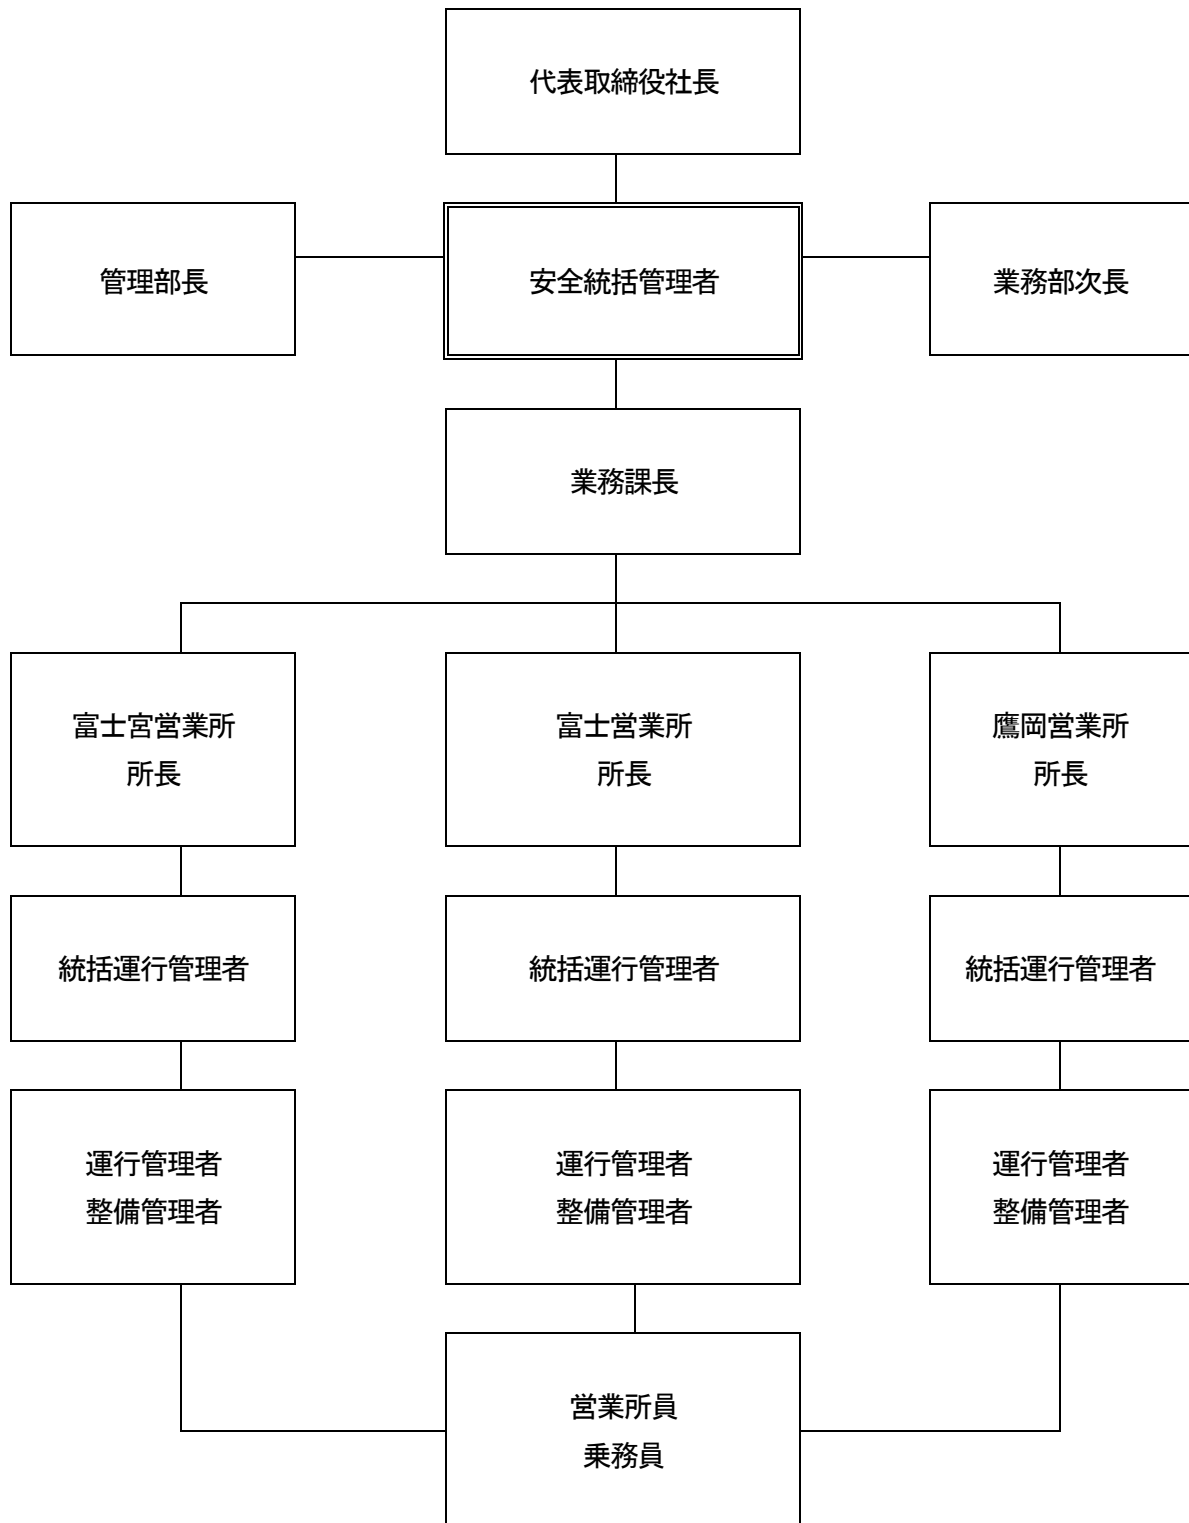 代表取締役社長
管理部長
安全統括管理者
業務部次長
業務課長
富士宮営業所
所長
富士営業所
所長
鷹岡営業所
所長
統括運行管理者
統括運行管理者
統括運行管理者
運行管理者
整備管理者
運行管理者
整備管理者
運行管理者
整備管理者
営業所員
乗務員